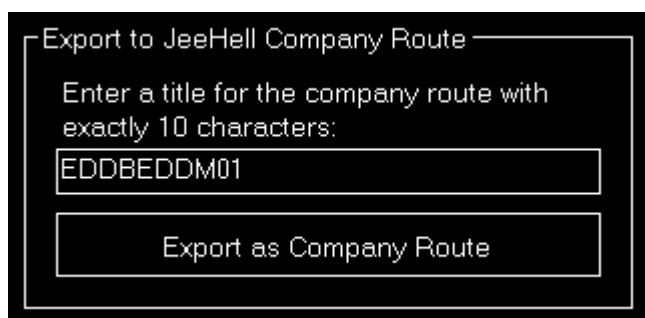 Export to JeeHell Company Route
Enter a title for the company route with
exactly 10 characters:
EDDBEDDM01
Export as Company Route